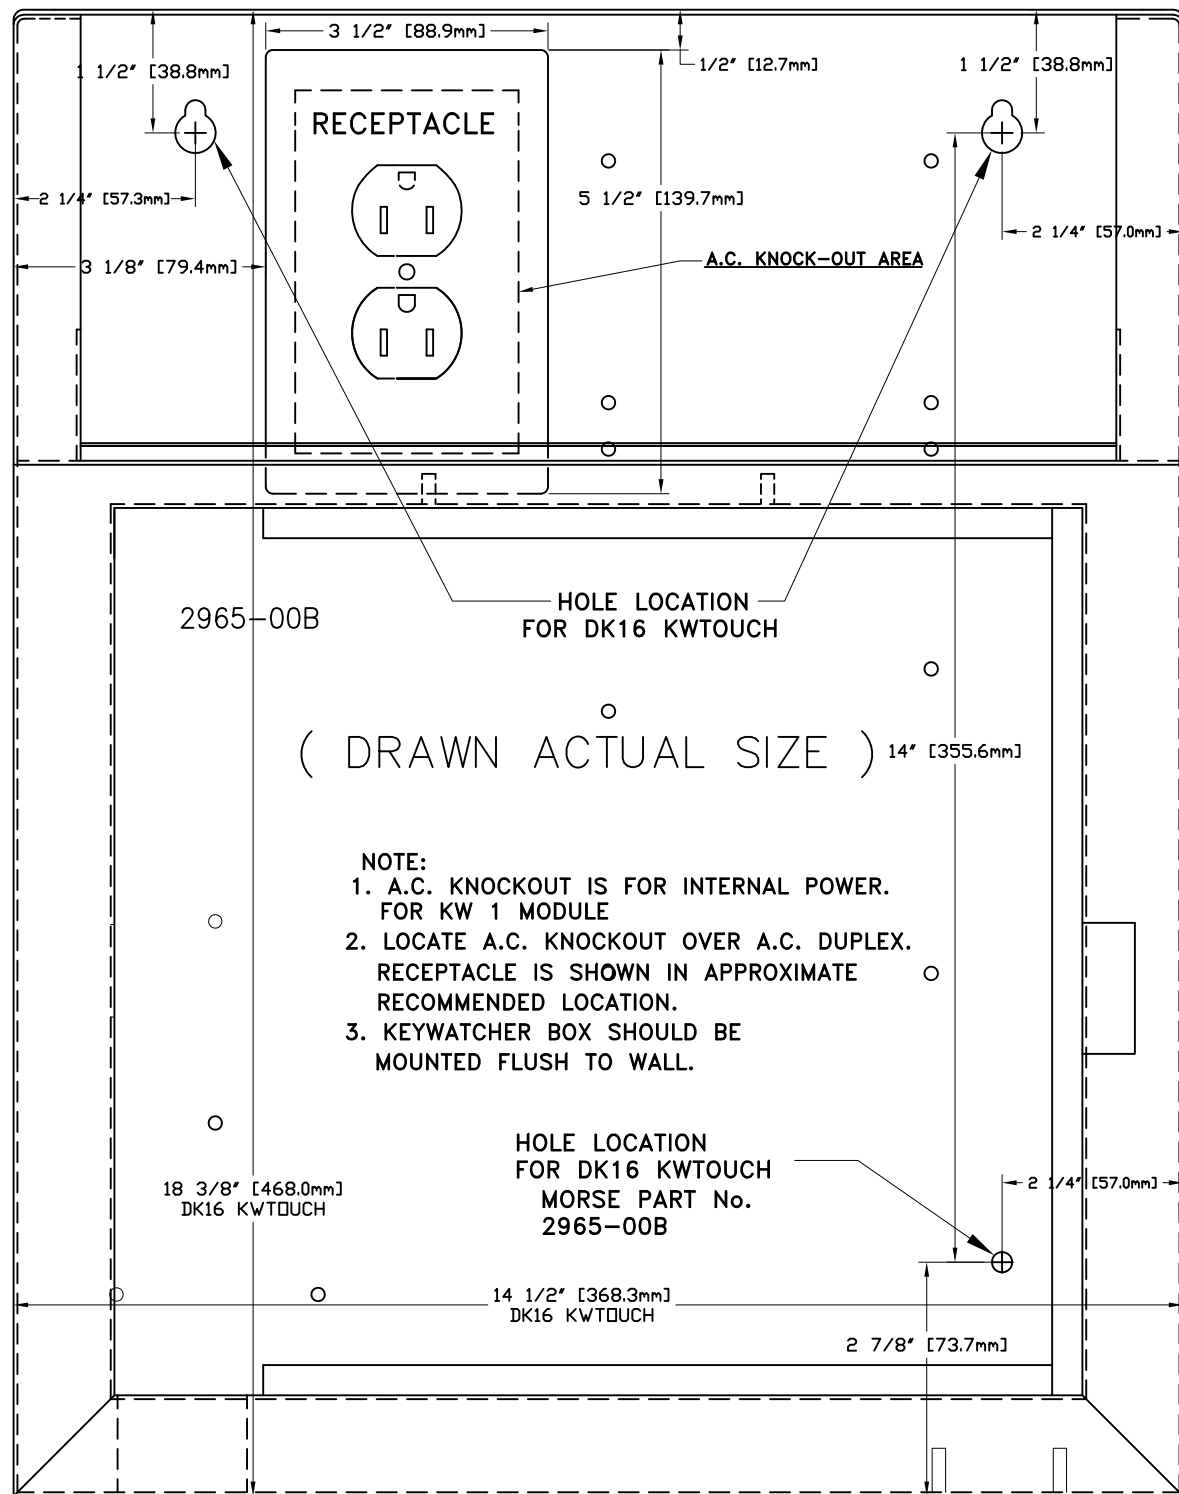 3 1/2" [88.9mm]
1/2" [12.7mm]
1 1/2" [38.8mm]
1 1/2" [38.8mm]
RECEPTACLE
2 1/4" [57.3mm]
5 1/2" [139.7mm]
2 1/4" [57.0mm]
3 1/8" [79.4mm]
A.C. KNOCK-OUT AREA
HOLE LOCATION
FOR DK16 KWTOUCH
2965-00B
( DRAWN ACTUAL SIZE )
14" [355.6mm]
NOTE:
1. A.C. KNOCKOUT IS FOR INTERNAL POWER.
FOR KW 1 MODULE
2. LOCATE A.C. KNOCKOUT OVER A.C. DUPLEX.
RECEPTACLE IS SHOWN IN APPROXIMATE
RECOMMENDED LOCATION.
3. KEYWATCHER BOX SHOULD BE
MOUNTED FLUSH TO WALL.
HOLE LOCATION
FOR DK16 KWTOUCH
MORSE PART No.
2965-00B
18 3/8" [468.0mm]
DK16 KWTOUCH
2 1/4" [57.0mm]
14 1/2" [368.3mm]
DK16 KWTOUCH
2 7/8" [73.7mm]